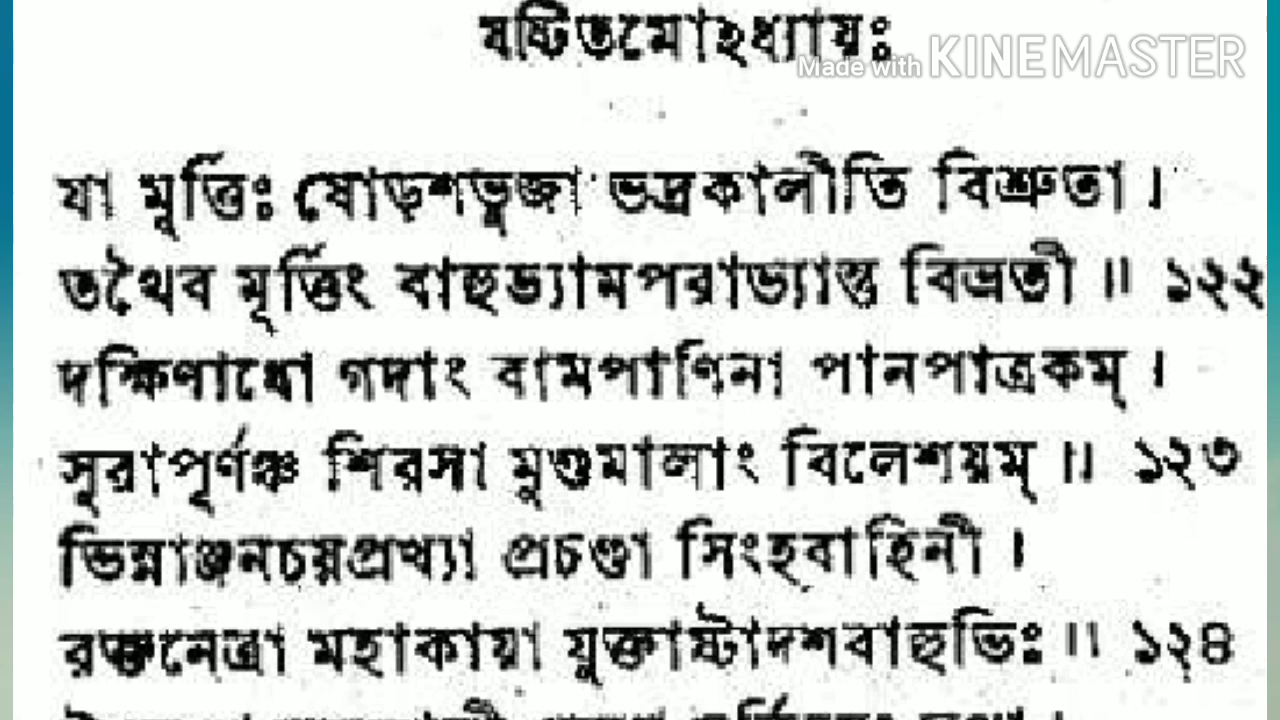 ষষ্টিতমোঽধ্যায়ঃ
Made with KINEMASTER
যা মূর্ত্তিঃ ষোড়শভূজা ভদ্রকালীতি বিশ্রুতা ।
তথৈব মূর্ত্তিং বাহুভ্যামপরাভ্যান্তু বিভ্রতী ॥ ১২২
দক্ষিণাধো গদাং বামপাণিনা পানপাত্রকম্ ।
সূরাপূর্ণঞ্চ শিরসা মুণ্ডমালাং বিলেশয়ম্ ॥ ১২৩
ভিন্নাঞ্জনচয়প্রখ্যা প্রচণ্ডা সিংহবাহিনী ।
রক্তনেত্রা মহাকায়া যুক্তাষ্টাদশবাহুভিঃ ॥ ১২৪